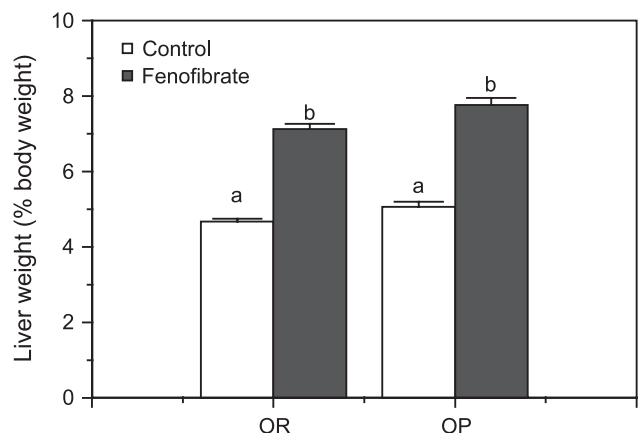 Liver weight (% body weight)
10
8
6
4
2
0
Control
Fenofibrate
a
b
a
b
OR
OP